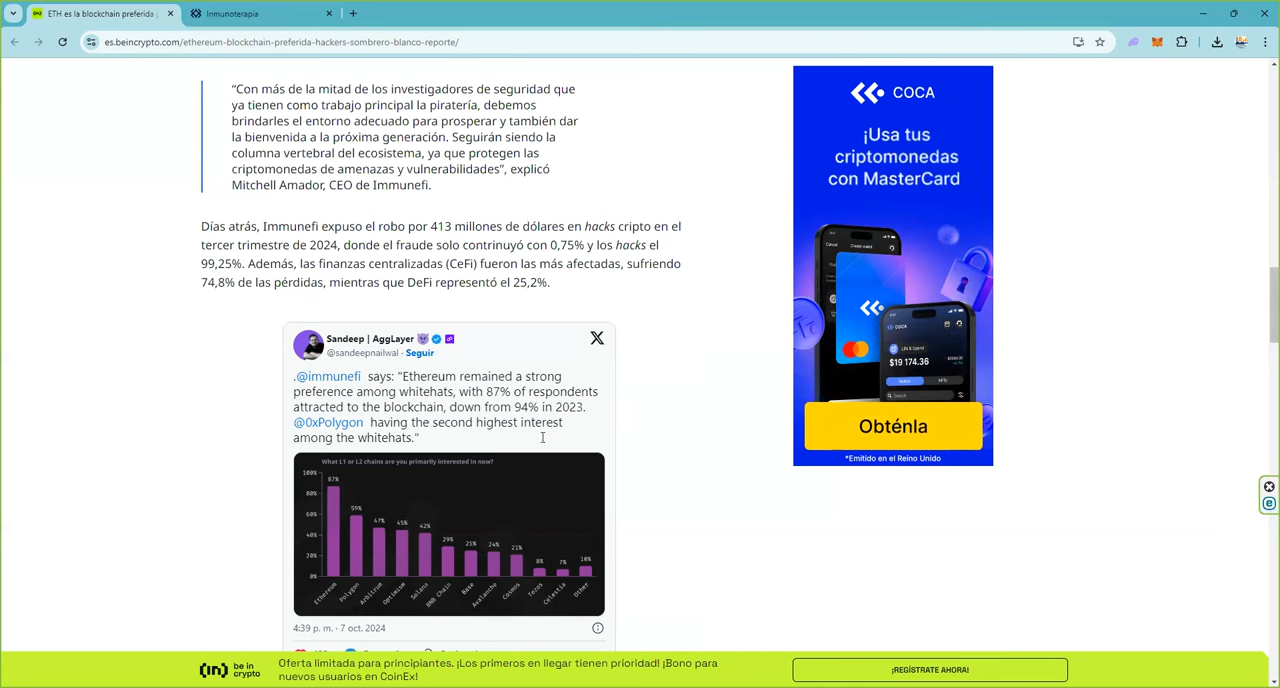 ETH es la blockchain preferida
Inmunoterapia
es.beincrypto.com/ethereum-blockchain-preferida-hackers-sombrero-blanco-reporte/
“Con más de la mitad de los investigadores de seguridad que
ya tienen como trabajo principal la piratería, debemos
brindarles el entorno adecuado para prosperar y también dar
la bienvenida a la próxima generación. Seguirán siendo la
columna vertebral del ecosistema, ya que protegen las
criptomonedas de amenazas y vulnerabilidades”, explicó
Mitchell Amador, CEO de Immunefi.
Días atrás, Immunefi expuso el robo por 413 millones de dólares en hacks cripto en el
tercer trimestre de 2024, donde el fraude solo continuyó con 0,75% y los hacks el
99,25%. Además, las finanzas centralizadas (CeFi) fueron las más afectadas, sufriendo
74,8% de las pérdidas, mientras que DeFi representó el 25,2%.
Sandeep | AggLayer
@sandeepnailwal · Seguir
.@immunefi says: "Ethereum remained a strong
preference among whitehats, with 87% of respondents
attracted to the blockchain, down from 94% in 2023.
@0xPolygon having the second highest interest
among the whitehats."
What L1 or L2 chains are you primarily interested in now?
100%
80%
60%
40%
20%
0%
87%
59%
47%
45%
42%
29%
25%
24%
21%
8%
7%
10%
Ethereum
Polygon
Arbitrum
Optimism
Solana
BNB Chain
Base
Avalanche
Cosmos
Tezos
Celestia
Other
4:39 p. m. · 7 oct. 2024
COCA
¡Usa tus
criptomonedas
con MasterCard
COCA
Life & Spend
$19 174.36
Search
Obténla
*Emitido en el Reino Unido
(in) be in
crypto
Oferta limitada para principiantes. ¡Los primeros en llegar tienen prioridad! ¡Bono para
nuevos usuarios en CoinEx!
¡REGÍSTRATE AHORA!